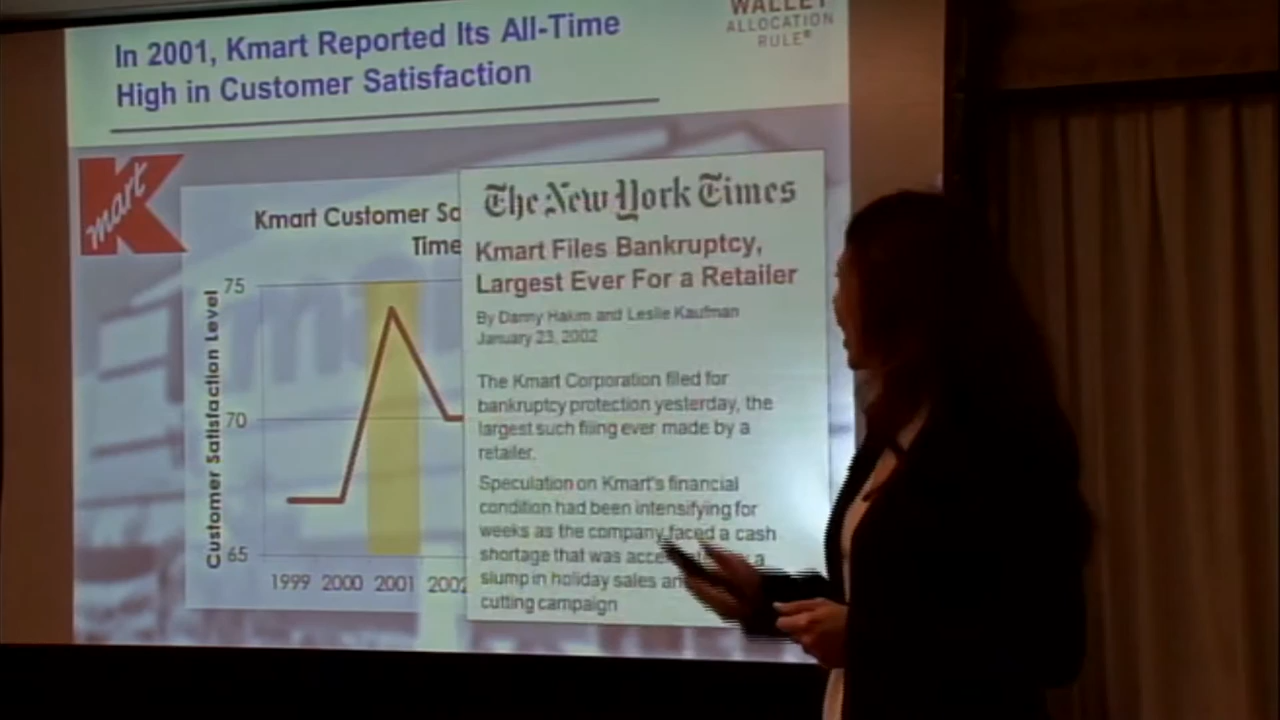 In 2001, Kmart Reported Its All-Time
High in Customer Satisfaction
WALLET
ALLOCATION
RULE®
K
mart
Kmart Customer Sa
Time
Customer Satisfaction Level
75
70
65
1999 2000 2001 2002
The New York Times
Kmart Files Bankruptcy,
Largest Ever For a Retailer
By Danny Hakim and Leslie Kaufman
January 23, 2002
The Kmart Corporation filed for
bankruptcy protection yesterday, the
largest such filing ever made by a
retailer.
Speculation on Kmart's financial
condition had been intensifying for
weeks as the company faced a cash
shortage that was a
slump in holiday sales
cutting campaign